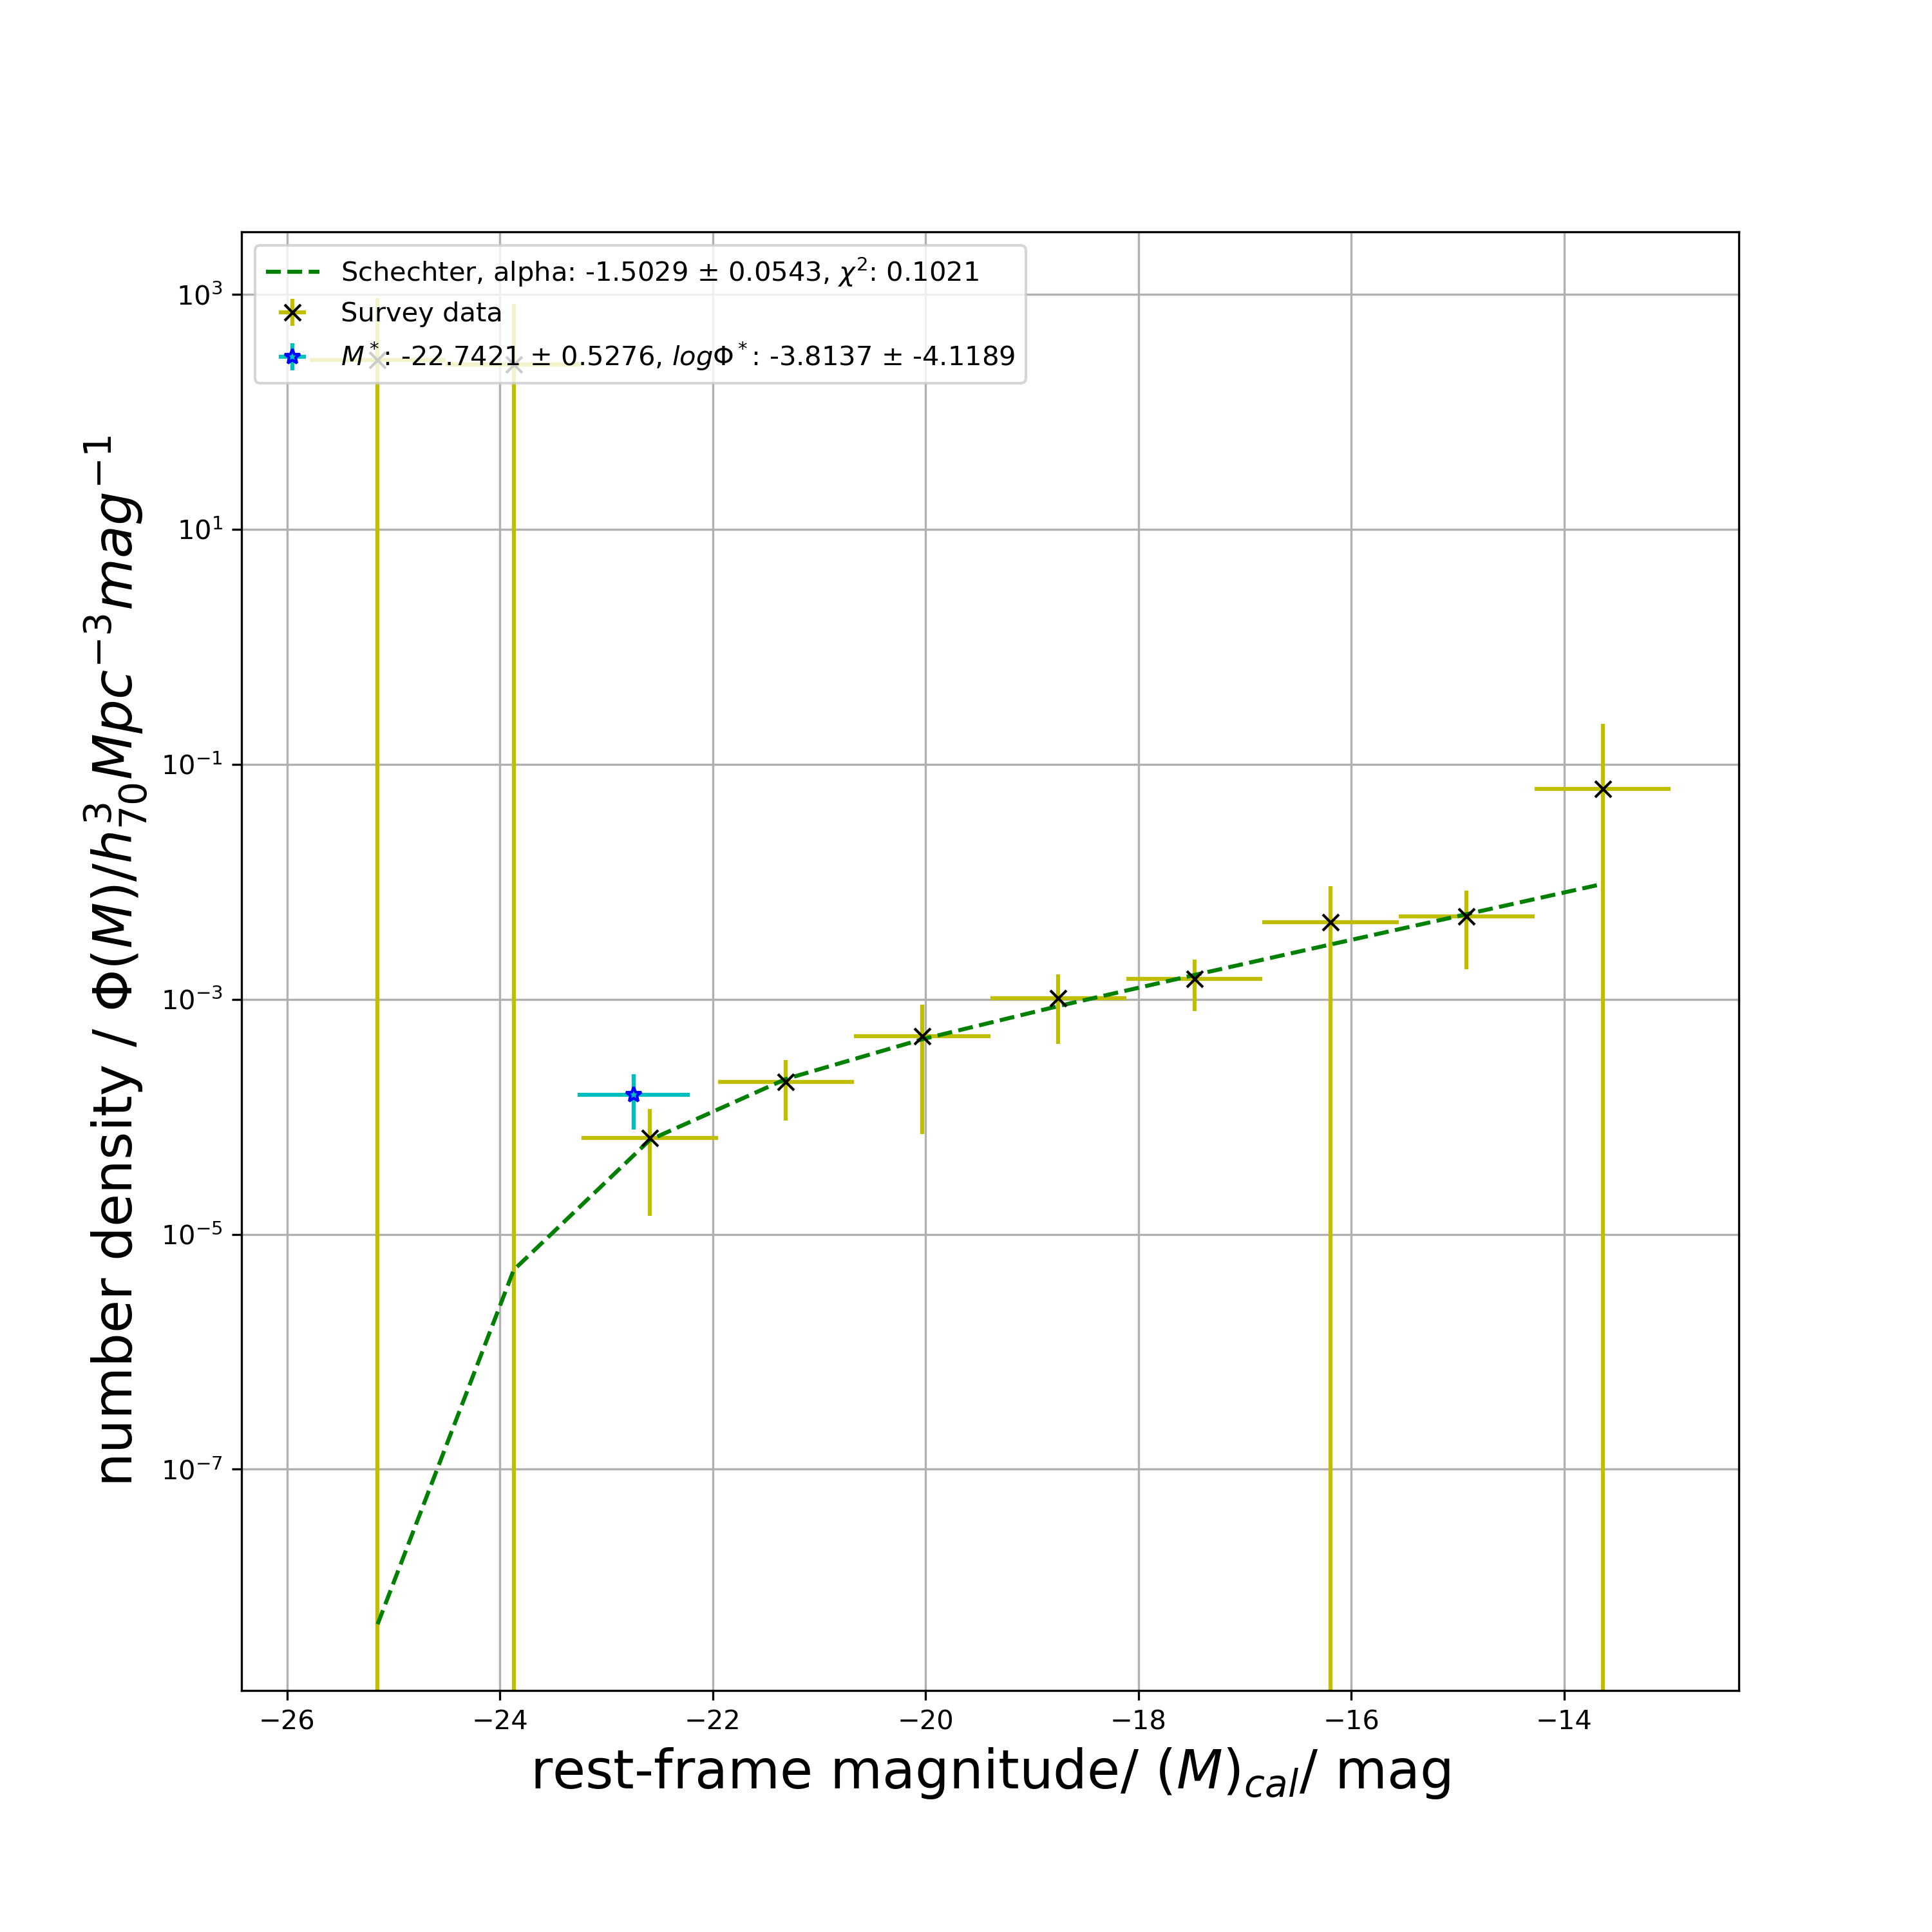 Schechter, alpha: -1.5029 ± 0.0543, χ²: 0.1021
Survey data
M*: -22.7421 ± 0.5276, logΦ*: -3.8137 ± -4.1189
number density / Φ(M)/h³₇₀Mpc⁻³mag⁻¹
10³
10¹
10⁻¹
10⁻³
10⁻⁵
10⁻⁷
−26 −24 −22 −20 −18 −16 −14
rest-frame magnitude/ (M)cal/ mag